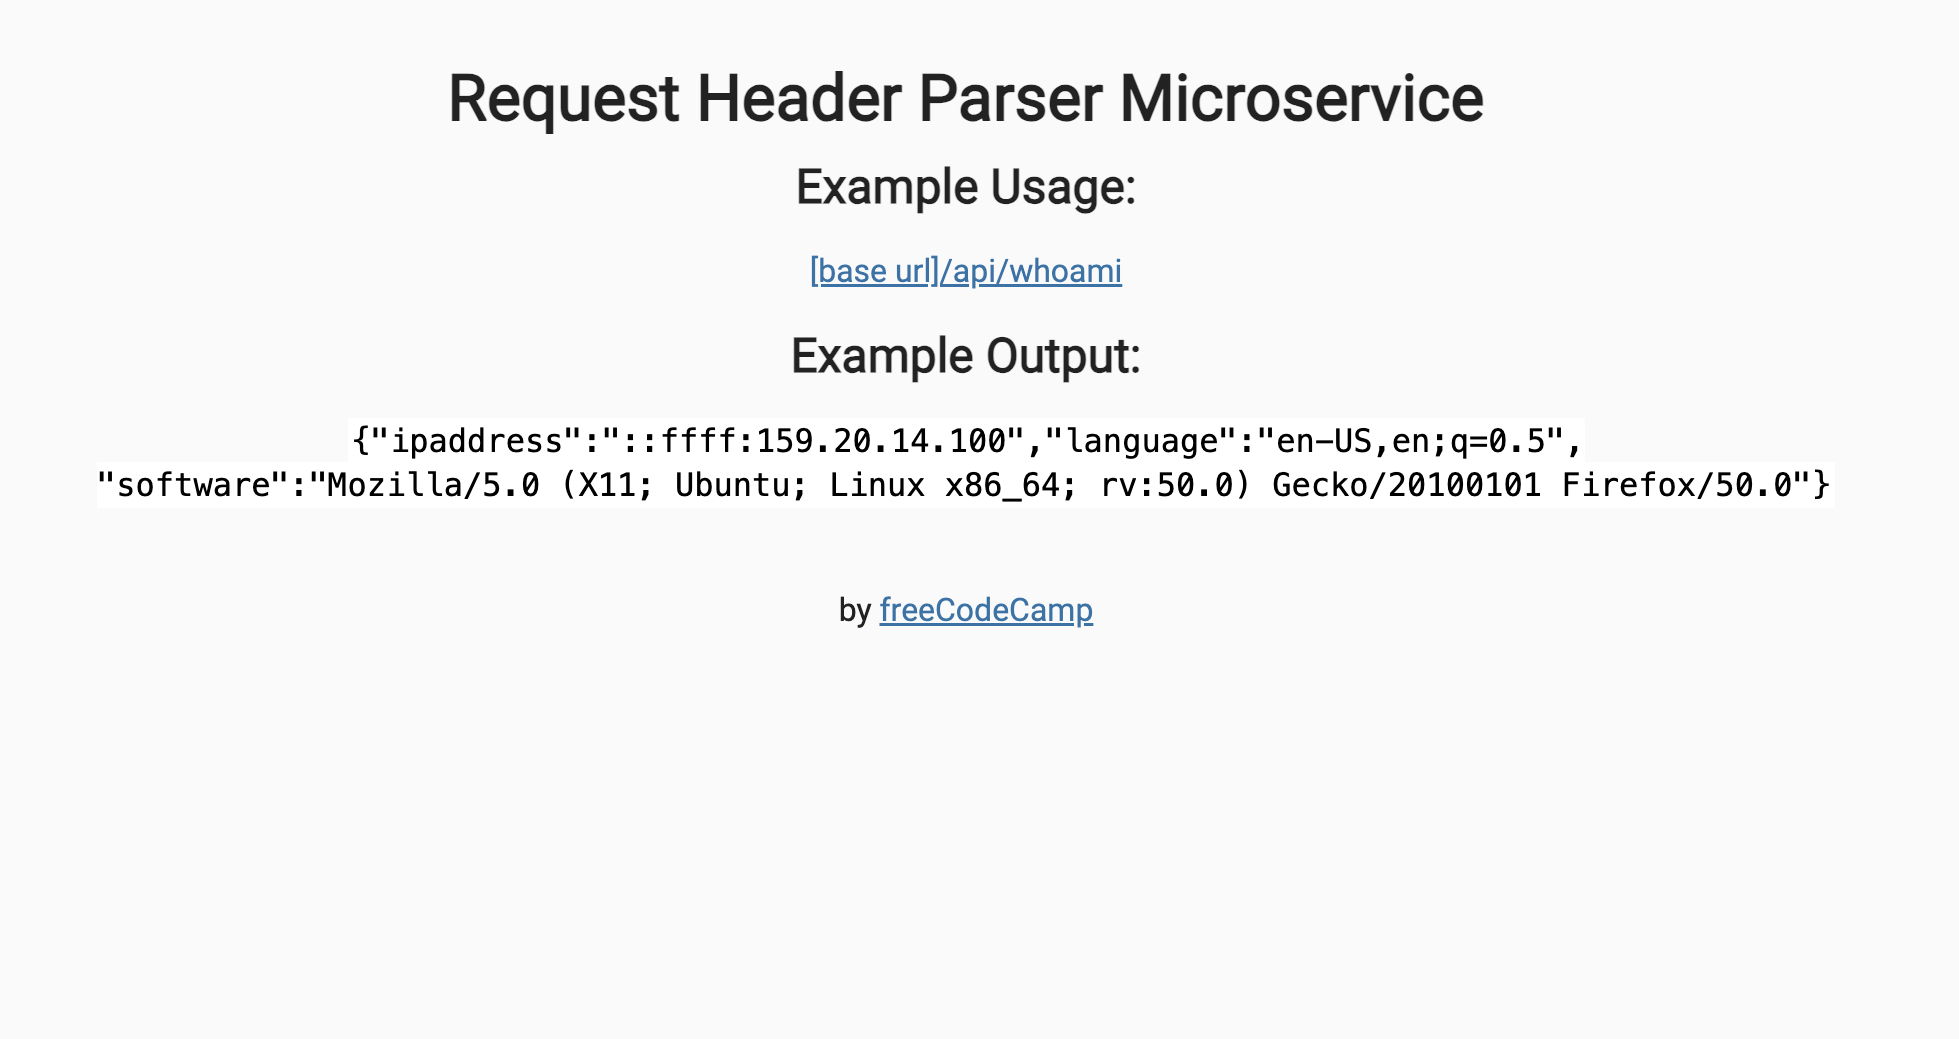 Request Header Parser Microservice
Example Usage:
[base url]/api/whoami
Example Output:
{"ipaddress":"::ffff:159.20.14.100","language":"en-US,en;q=0.5",
"software":"Mozilla/5.0 (X11; Ubuntu; Linux x86_64; rv:50.0) Gecko/20100101 Firefox/50.0"}
by freeCodeCamp